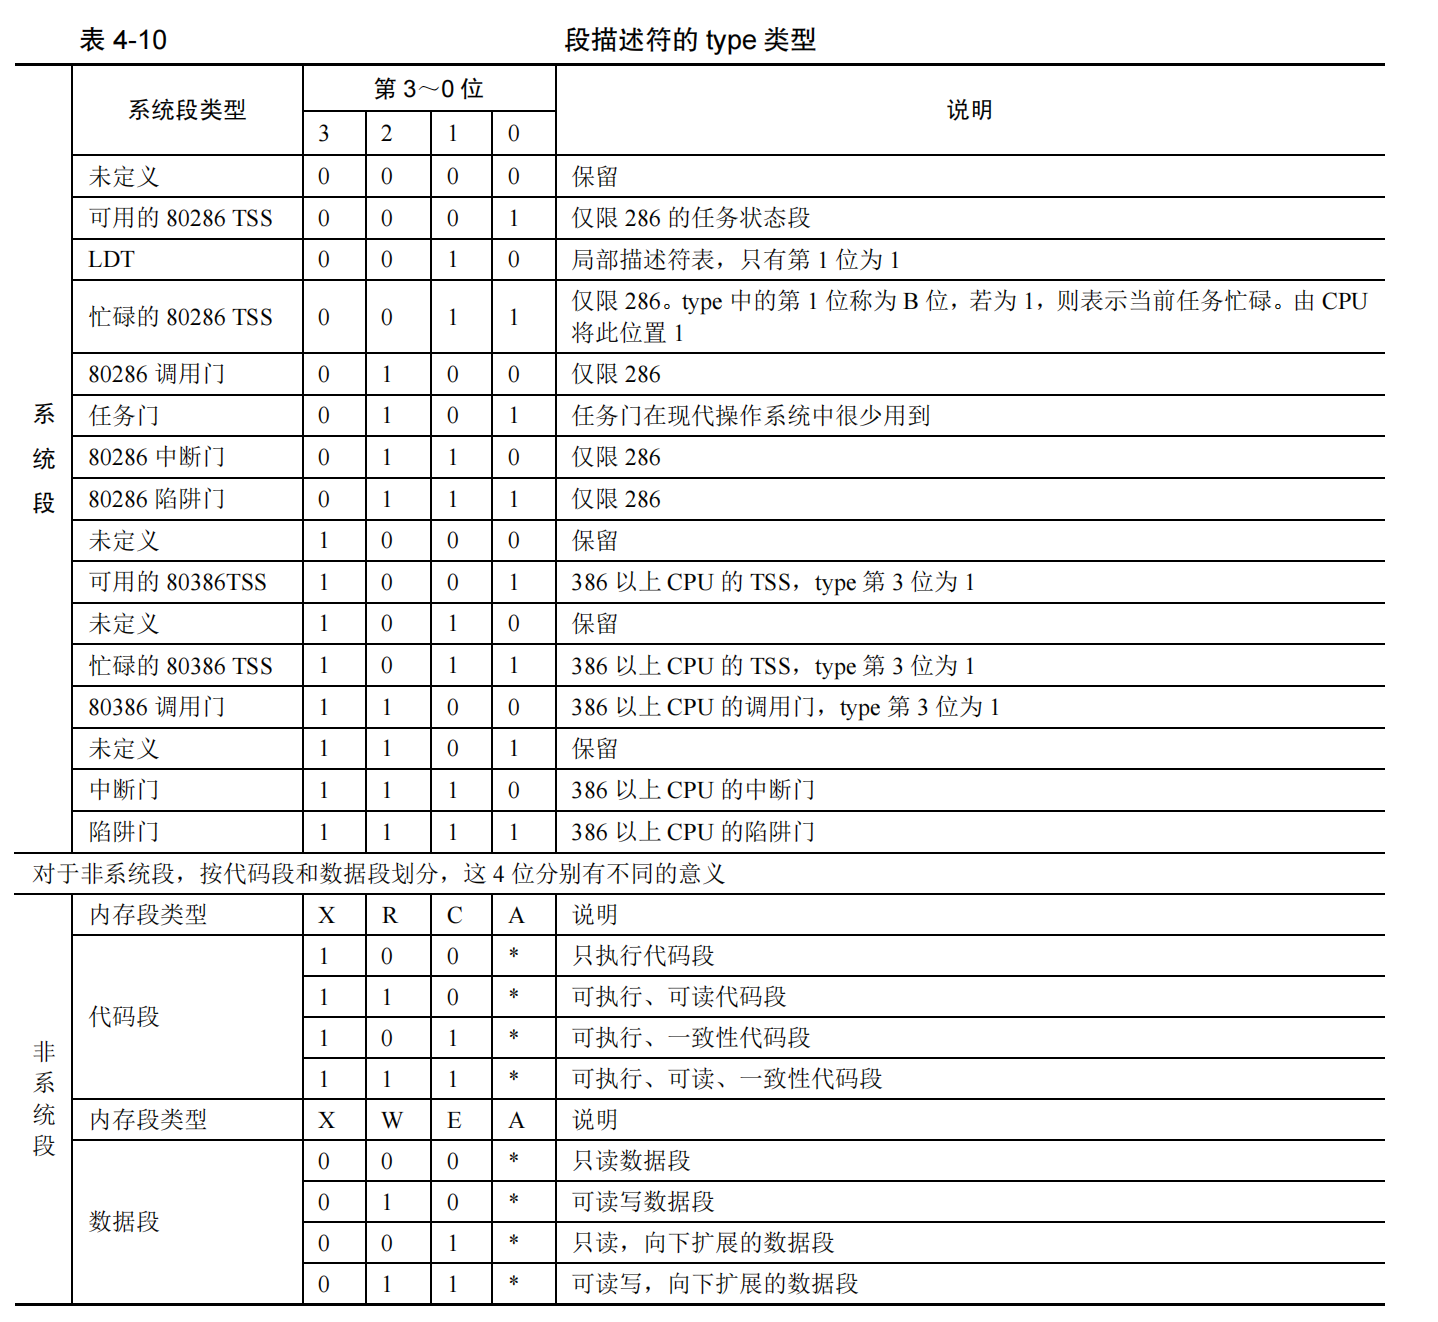 表 4-10 段描述符的 type 类型
系统段类型 第 3～0 位 说明
3 2 1 0
未定义 0 0 0 0 保留
可用的 80286 TSS 0 0 0 1 仅限 286 的任务状态段
LDT 0 0 1 0 局部描述符表，只有第 1 位为 1
忙碌的 80286 TSS 0 0 1 1 仅限 286。type 中的第 1 位称为 B 位，若为 1，则表示当前任务忙碌。由 CPU
将此位置 1
80286 调用门 0 1 0 0 仅限 286
系统段
任务门 0 1 0 1 任务门在现代操作系统中很少用到
80286 中断门 0 1 1 0 仅限 286
80286 陷阱门 0 1 1 1 仅限 286
未定义 1 0 0 0 保留
可用的 80386TSS 1 0 0 1 386 以上 CPU 的 TSS，type 第 3 位为 1
未定义 1 0 1 0 保留
忙碌的 80386 TSS 1 0 1 1 386 以上 CPU 的 TSS，type 第 3 位为 1
80386 调用门 1 1 0 0 386 以上 CPU 的调用门，type 第 3 位为 1
未定义 1 1 0 1 保留
中断门 1 1 1 0 386 以上 CPU 的中断门
陷阱门 1 1 1 1 386 以上 CPU 的陷阱门
对于非系统段，按代码段和数据段划分，这 4 位分别有不同的意义
非系统段
内存段类型 X R C A 说明
代码段
1 0 0 * 只执行代码段
1 1 0 * 可执行、可读代码段
1 0 1 * 可执行、一致性代码段
1 1 1 * 可执行、可读、一致性代码段
内存段类型 X W E A 说明
数据段
0 0 0 * 只读数据段
0 1 0 * 可读写数据段
0 0 1 * 只读，向下扩展的数据段
0 1 1 * 可读写，向下扩展的数据段